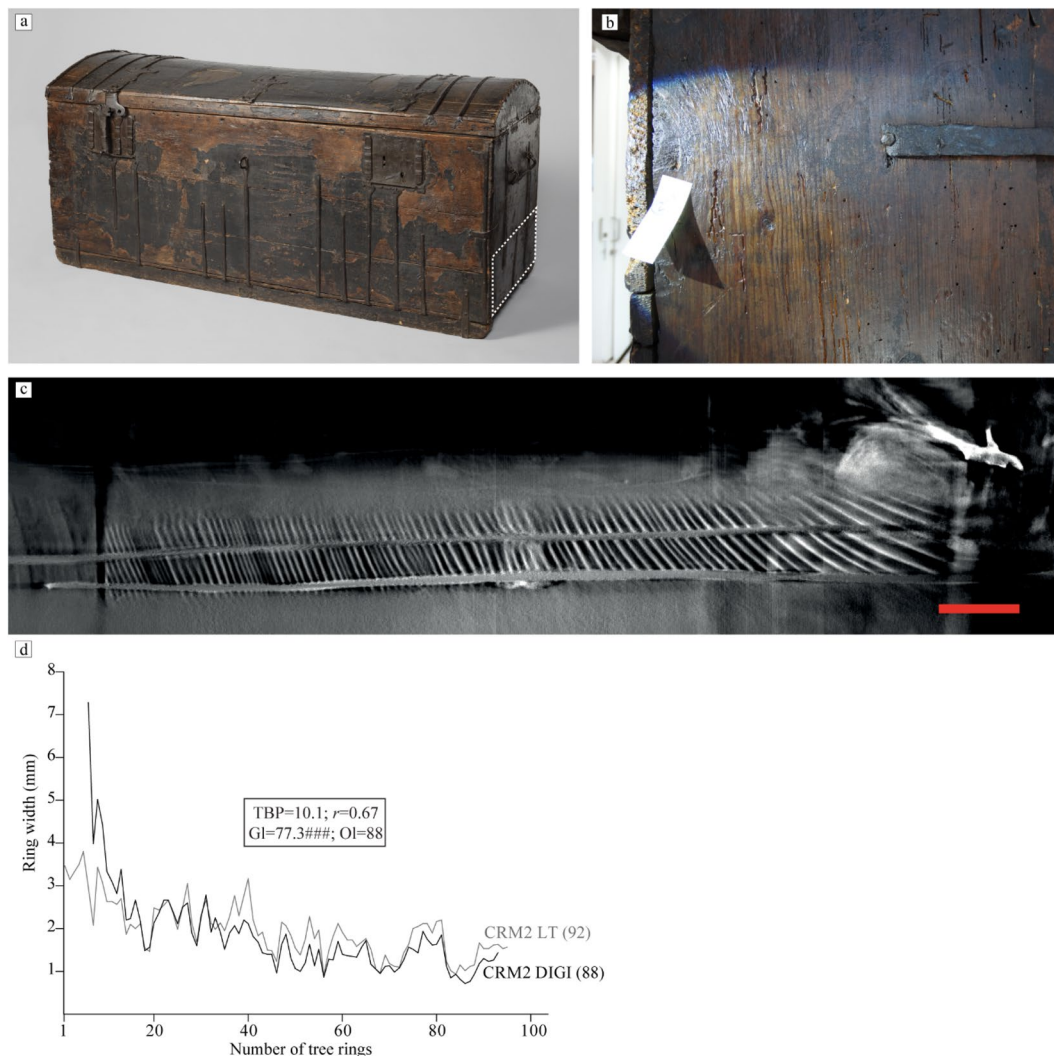 a
b
c
d
8
7
6
5
4
3
2
1
Ring width (mm)
TBP=10.1; r=0.67
Gl=77.3###; Ol=88
CRM2 LT (92)
CRM2 DIGI (88)
1 20 40 60 80 100
Number of tree rings